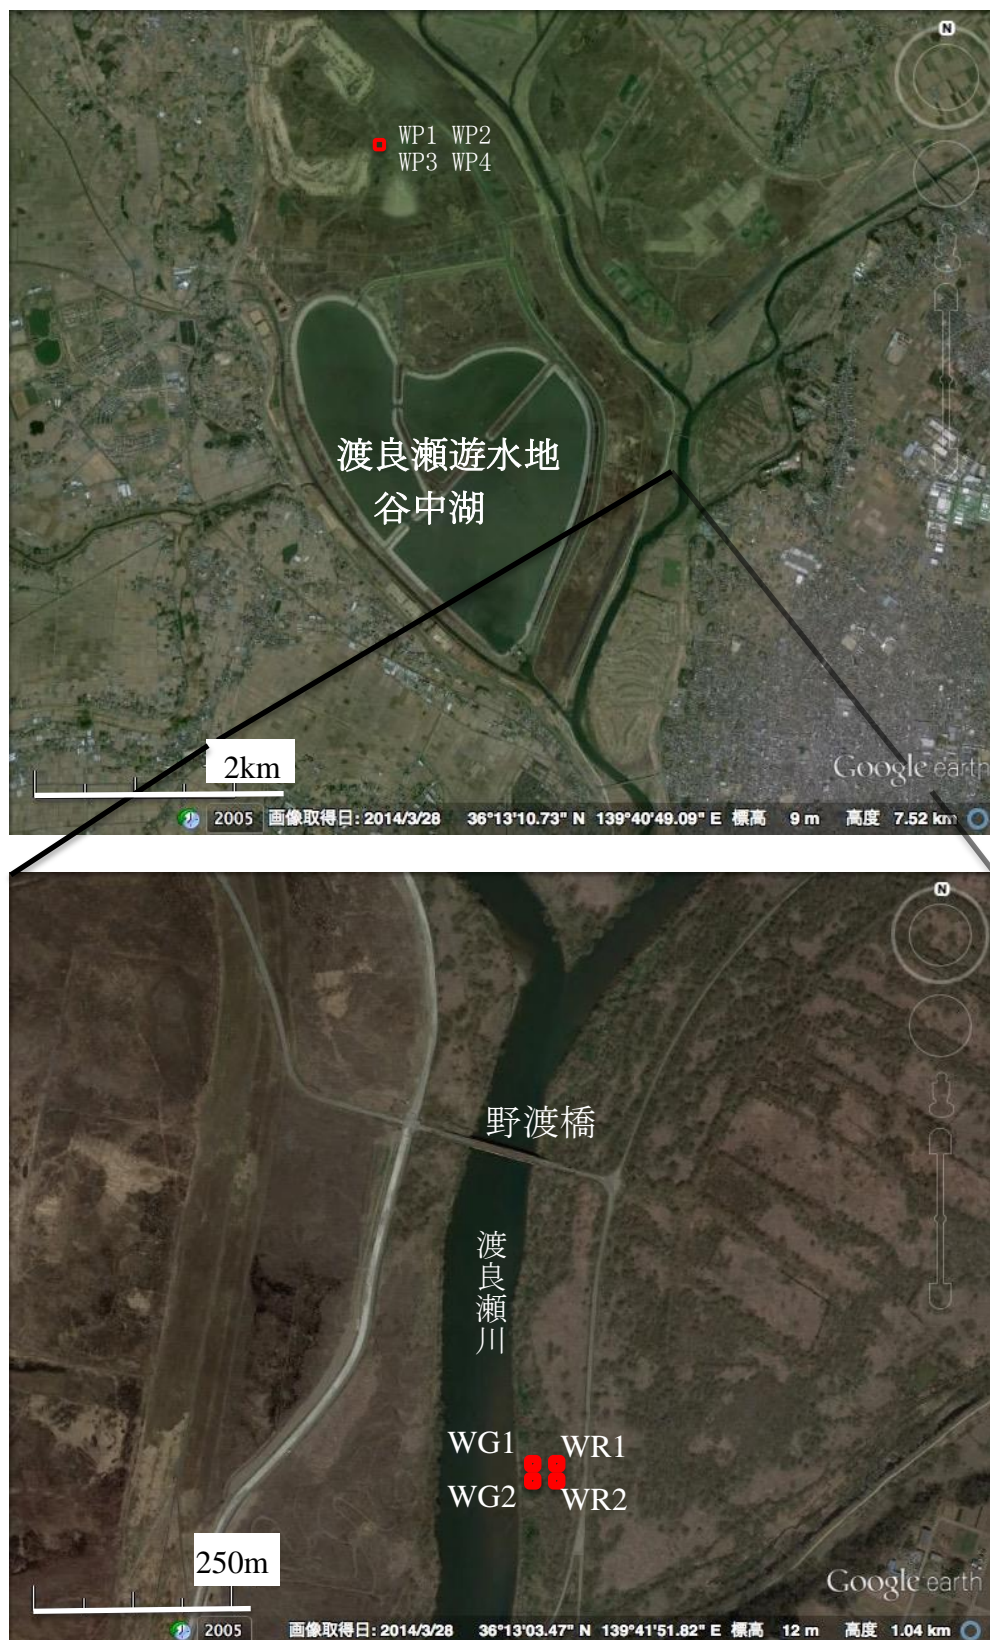 N
WP1 WP2
WP3 WP4
渡良瀬遊水地
谷中湖
2km
Google earth
2005 画像取得日: 2014/3/28 36°13'10.73" N 139°40'49.09" E 標高 9 m 高度 7.52 km
N
野渡橋
渡良瀬川
WG1 WR1
WG2 WR2
250m
Google earth
2005 画像取得日: 2014/3/28 36°13'03.47" N 139°41'51.82" E 標高 12 m 高度 1.04 km